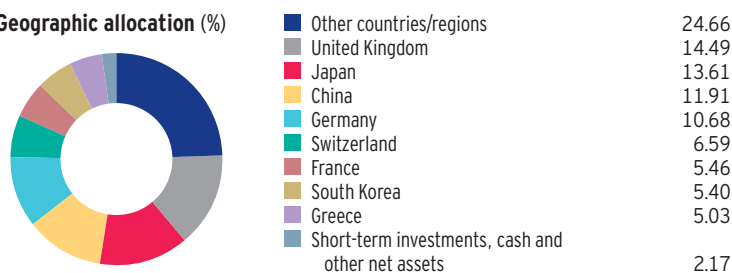 Geographic allocation (%)
Other countries/regions 24.66
United Kingdom 14.49
Japan 13.61
China 11.91
Germany 10.68
Switzerland 6.59
France 5.46
South Korea 5.40
Greece 5.03
Short-term investments, cash and
other net assets 2.17